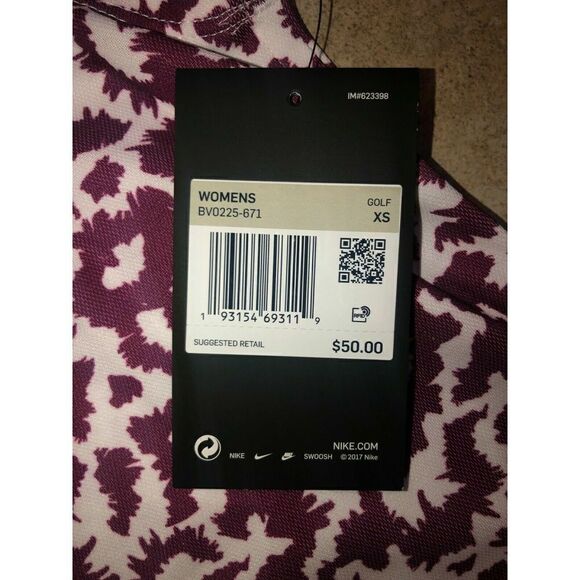 IM#623398
WOMENS GOLF
BV0225-671 XS
1 93154 69311 9
RFID
SUGGESTED RETAIL $50.00
NIKE.COM
NIKE SWOOSH © 2017 Nike